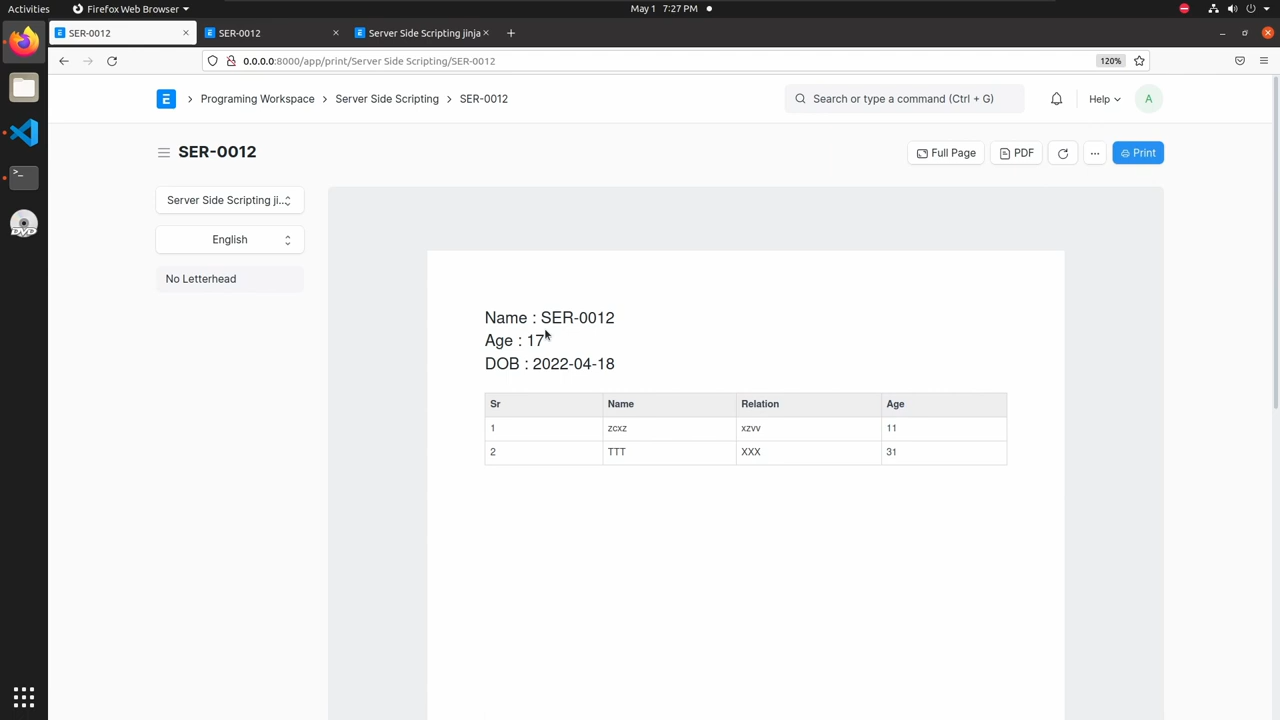 Activities
Firefox Web Browser
May 1 7:27 PM
SER-0012
SER-0012
Server Side Scripting jinja
0.0.0.0:8000/app/print/Server Side Scripting/SER-0012
120%
E
Programing Workspace
Server Side Scripting
SER-0012
Search or type a command (Ctrl + G)
Help
A
SER-0012
Full Page
PDF
...
Print
Server Side Scripting ji...
English
No Letterhead
Name : SER-0012
Age : 17
DOB : 2022-04-18
Sr Name Relation Age
1 zcxz xzvv 11
2 TTT XXX 31
DVD